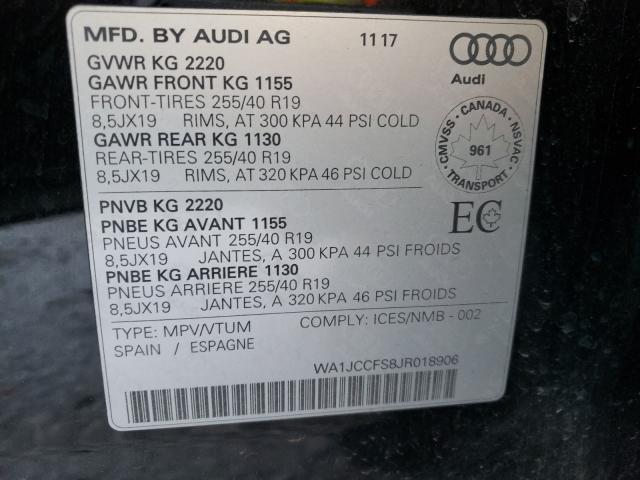 MFD. BY AUDI AG 11 17
Audi
GVWR KG 2220
GAWR FRONT KG 1155
FRONT-TIRES 255/40 R19
8,5JX19 RIMS, AT 300 KPA 44 PSI COLD
GAWR REAR KG 1130
REAR-TIRES 255/40 R19
8,5JX19 RIMS, AT 320 KPA 46 PSI COLD
CMVSS - CANADA - NSVAC
961
TRANSPORT
PNVB KG 2220
PNBE KG AVANT 1155
PNEUS AVANT 255/40 R19
8,5JX19 JANTES, A 300 KPA 44 PSI FROIDS
PNBE KG ARRIERE 1130
PNEUS ARRIERE 255/40 R19
8,5JX19 JANTES, A 320 KPA 46 PSI FROIDS
EC
TYPE: MPV/VTUM COMPLY: ICES/NMB - 002
SPAIN / ESPAGNE
WA1JCCFS8JR018906